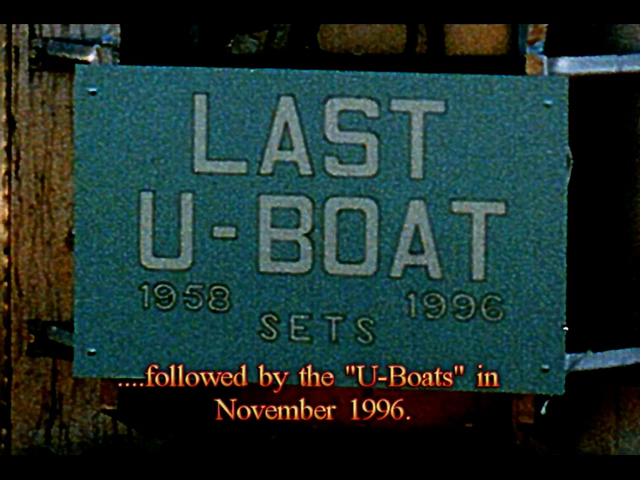 LAST
U-BOAT
1958 1996
SETS
....followed by the "U-Boats" in
November 1996.